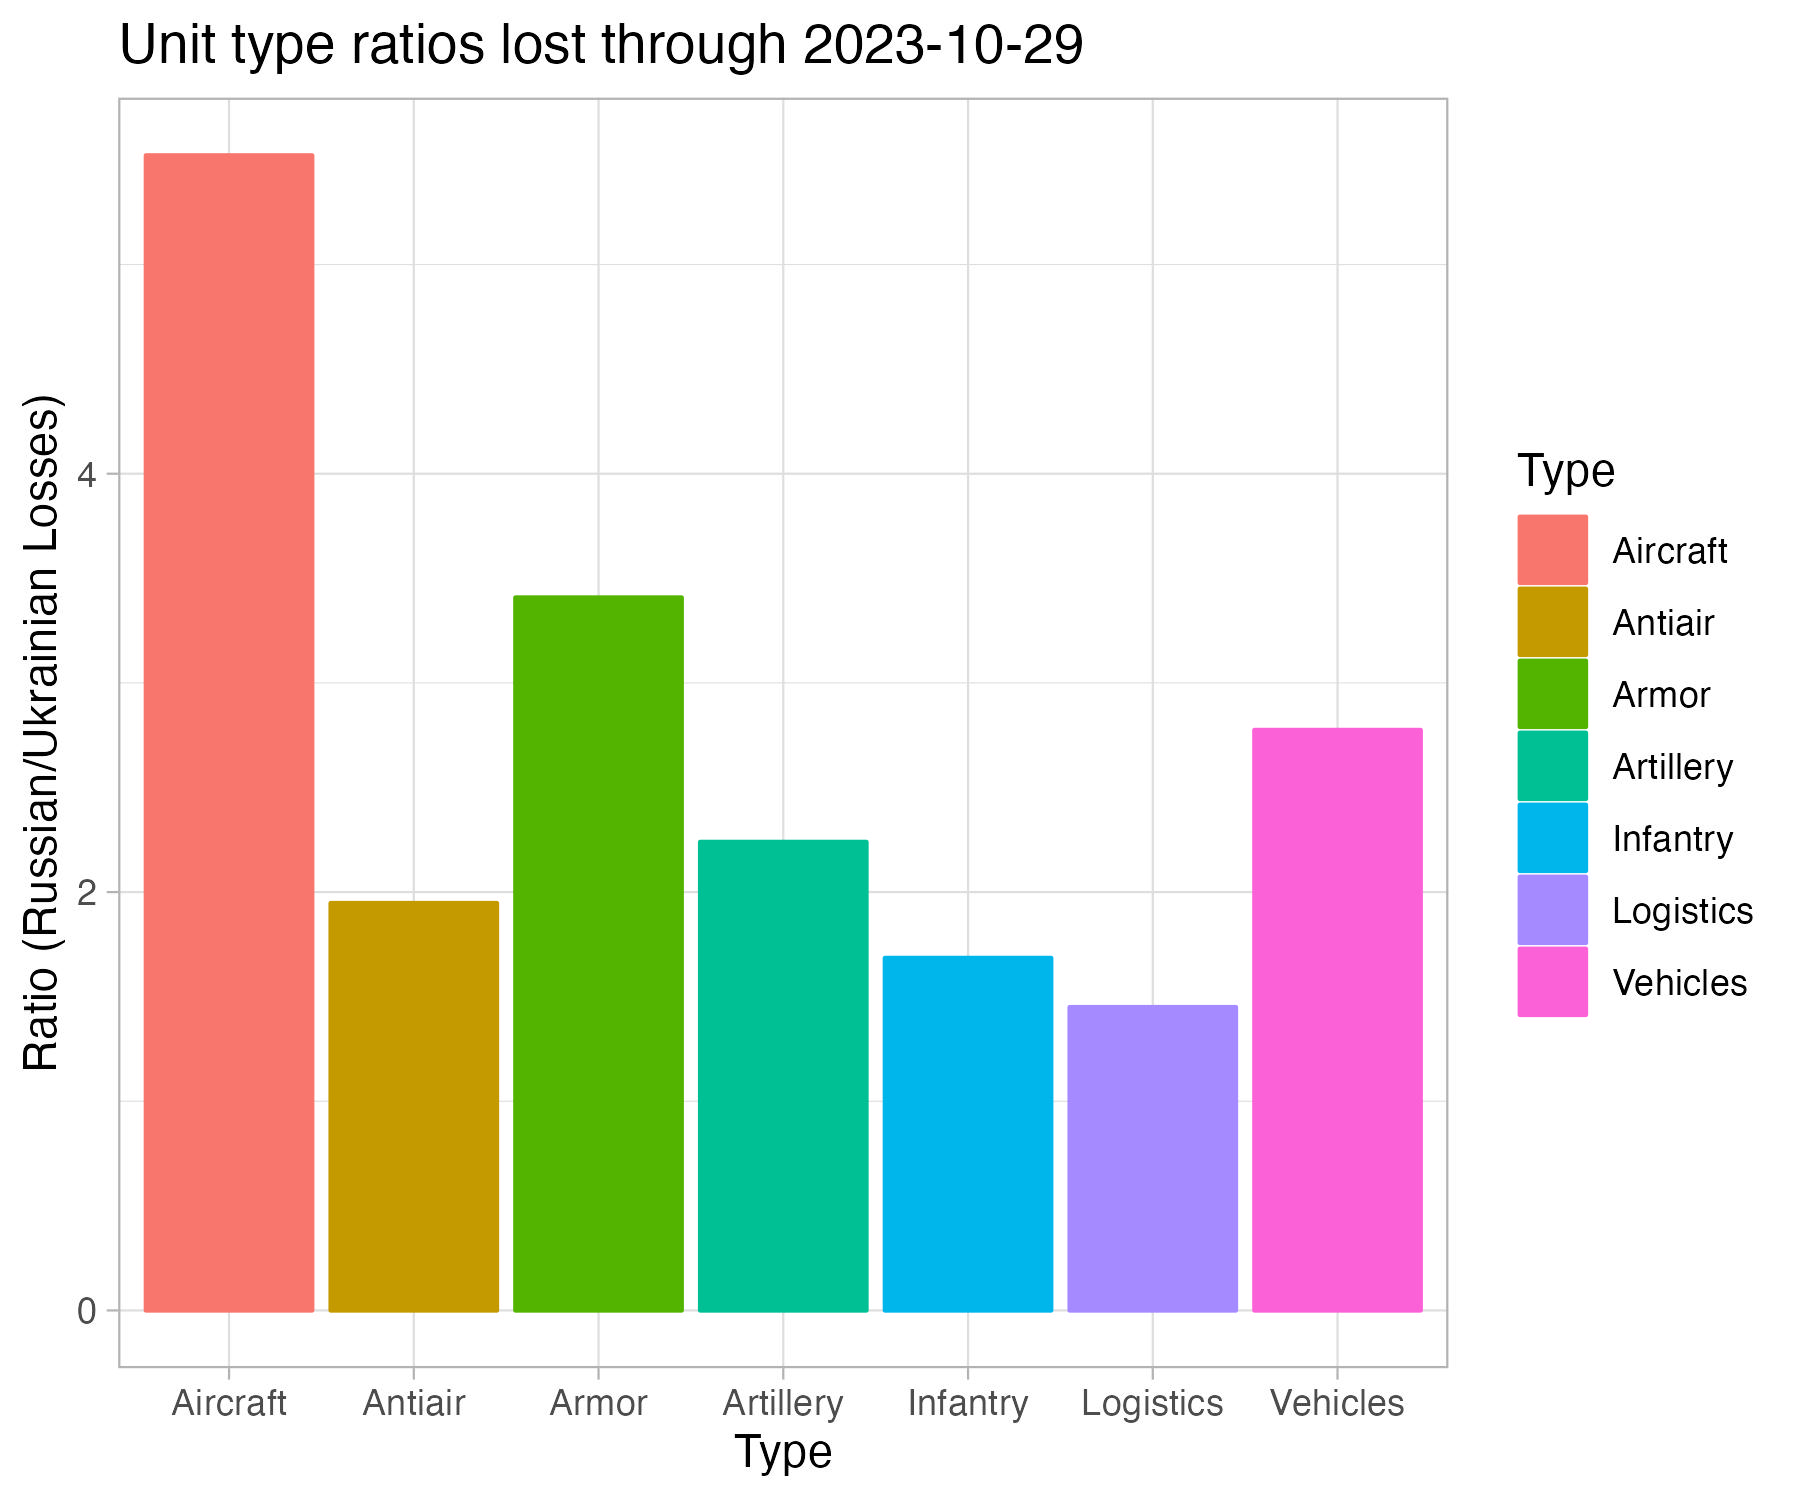 Unit type ratios lost through 2023-10-29
Ratio (Russian/Ukrainian Losses)
4
2
0
Aircraft Antiair Armor Artillery Infantry Logistics Vehicles
Type
Type
Aircraft
Antiair
Armor
Artillery
Infantry
Logistics
Vehicles